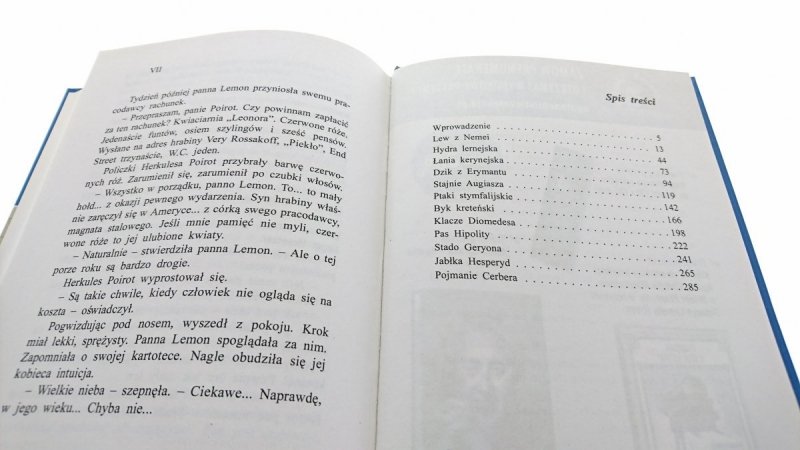 VII
Tydzień później panna Lemon przyniosła swemu pra-
codawcy rachunek.
– Przepraszam, panie Poirot. Czy powinnam zapłacić
za ten rachunek? Kwiaciarnia „Leonora”. Czerwone róże.
Jedenaście funtów, osiem szylingów i sześć pensów.
Wysłane na adres hrabiny Very Rossakoff, „Piekło”, End
Street trzynaście, W.C. jeden.
Policzki Herkulesa Poirot przybrały barwę czerwo-
nych róż. Zarumienił się, zarumienił po czubki włosów.
– Wszystko w porządku, panno Lemon. To... to mały
hołd... z okazji pewnego wydarzenia. Syn hrabiny właś-
nie zaręczył się w Ameryce... z córką swego pracodawcy,
magnata stalowego. Jeśli mnie pamięć nie myli, czer-
wone róże to jej ulubione kwiaty.
– Naturalnie – stwierdziła panna Lemon. – Ale o tej
porze roku są bardzo drogie.
Herkules Poirot wyprostował się.
– Są takie chwile, kiedy człowiek nie ogląda się na
koszta – oświadczył.
Pogwizdując pod nosem, wyszedł z pokoju. Krok
miał lekki, sprężysty. Panna Lemon spoglądała za nim.
Zapomniała o swojej kartotece. Nagle obudziła się jej
kobieca intuicja.
– Wielkie nieba – szepnęła. – Ciekawe... Naprawdę,
w jego wieku... Chyba nie...
Spis treści
Wprowadzenie . . . 5
Lew z Nemei . . . 13
Hydra lernejska . . . 44
Łania kerynejska . . . 73
Dzik z Erymantu . . . 94
Stajnie Augiasza . . . 119
Ptaki stymfalijskie . . . 142
Byk kreteński . . . 166
Klacze Diomedesa . . . 198
Pas Hipolity . . . 222
Stado Geryona . . . 241
Jabłka Hesperyd . . . 265
Pojmanie Cerbera . . . 285